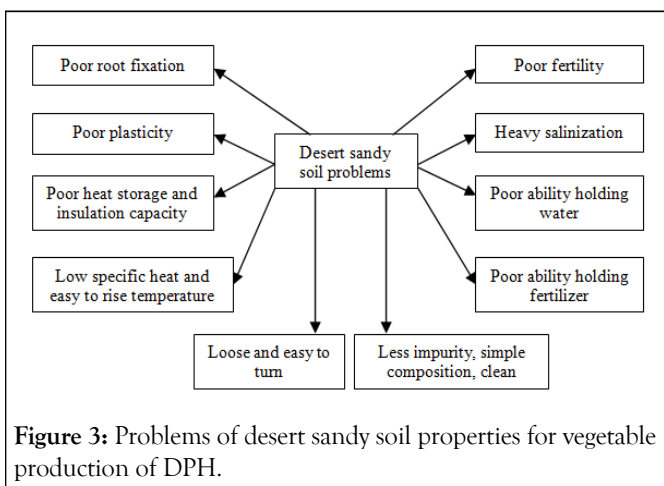 Poor root fixation
Poor fertility
Poor plasticity
Desert sandy
soil problems
Heavy salinization
Poor heat storage and
insulation capacity
Poor ability holding
water
Low specific heat and
easy to rise temperature
Poor ability holding
fertilizer
Loose and easy to
turn
Less impurity, simple
composition, clean
Figure 3: Problems of desert sandy soil properties for vegetable
production of DPH.